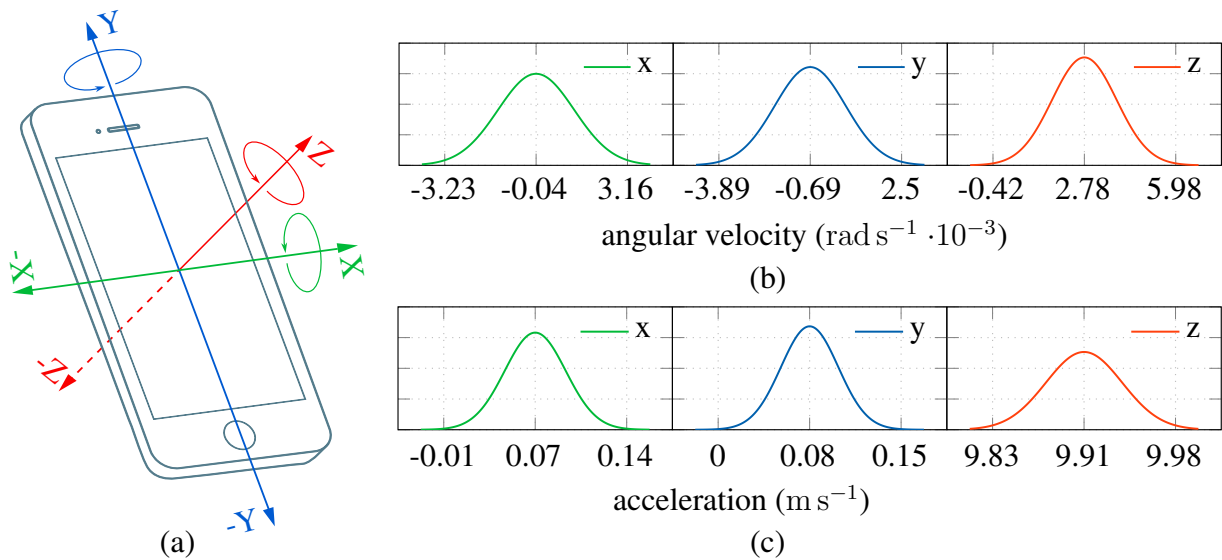 Y
Z
X
-X
-Z
-Y
(a)
x
y
z
-3.23 -0.04 3.16 -3.89 -0.69 2.5 -0.42 2.78 5.98
angular velocity (rad s⁻¹ ·10⁻³)
(b)
x
y
z
-0.01 0.07 0.14 0 0.08 0.15 9.83 9.91 9.98
acceleration (m s⁻¹)
(c)